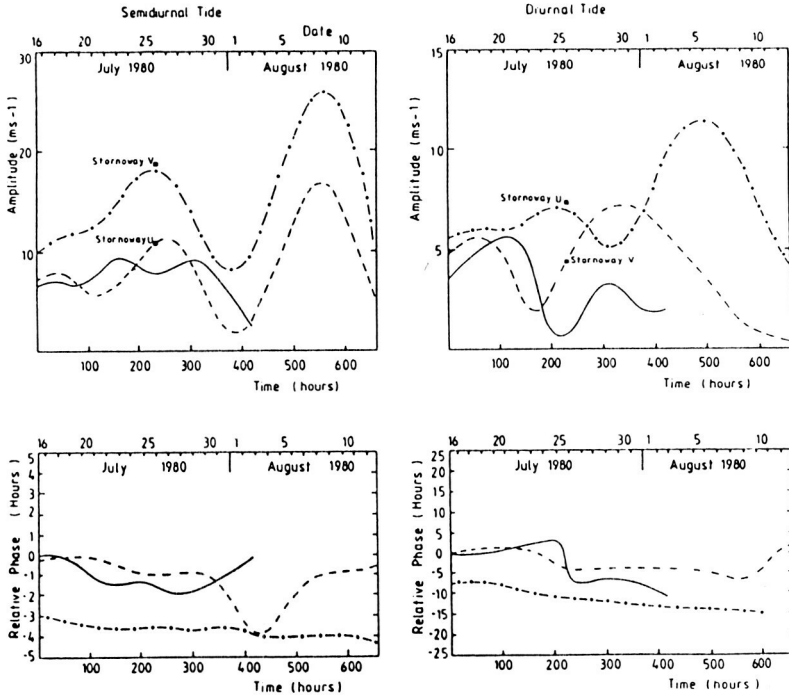 Semidiurnal Tide
Date
16 20 25 30 1 5 10
July 1980 August 1980
30
20
10
Amplitude (ms-1)
Stornoway V
Stornoway U
100 200 300 400 500 600
Time (hours)
Diurnal Tide
16 20 25 30 1 5 10
July 1980 August 1980
15
10
5
Amplitude (ms-1)
Stornoway U
Stornoway V
100 200 300 400 500 600
Time (hours)
16 20 25 30 1 5 10
July 1980 August 1980
5
4
3
2
1
0
-1
-2
-3
-4
-5
Relative Phase (Hours)
100 200 300 400 500 600
Time (hours)
16 20 25 30 1 5 10
July 1980 August 1980
25
20
15
10
5
0
-5
-10
-15
-20
-25
Relative Phase (Hours)
0 100 200 300 400 500 600
Time (hours)